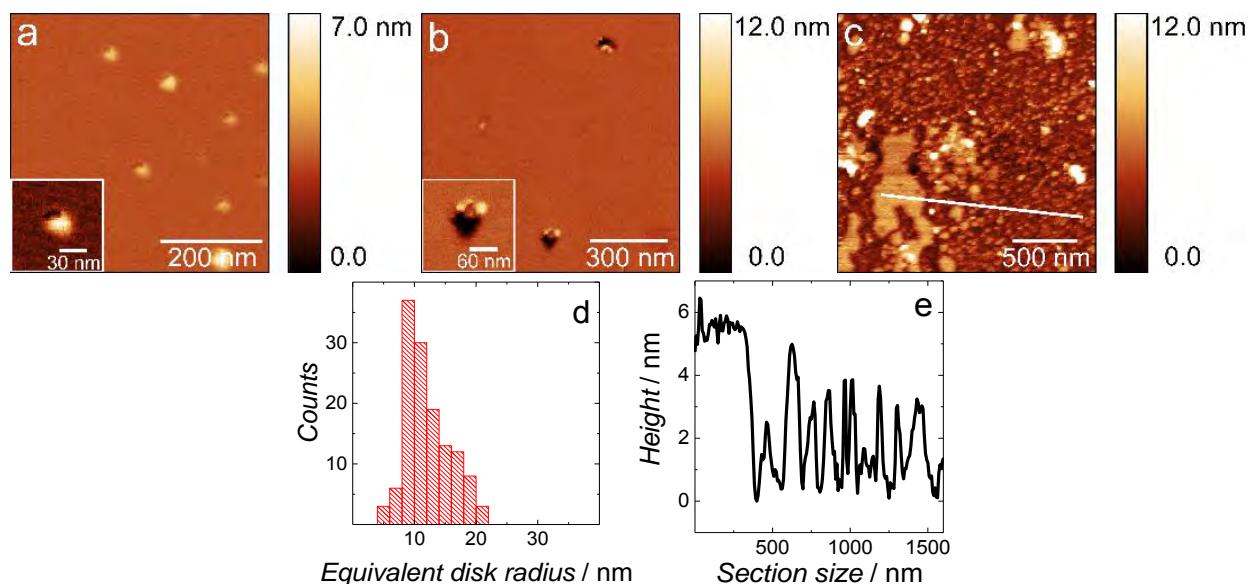 a
7.0 nm
0.0
30 nm
200 nm
b
12.0 nm
0.0
60 nm
300 nm
c
12.0 nm
0.0
500 nm
d
Counts
30
20
10
10 20 30
Equivalent disk radius / nm
e
Height / nm
6
4
2
0
500 1000 1500
Section size / nm